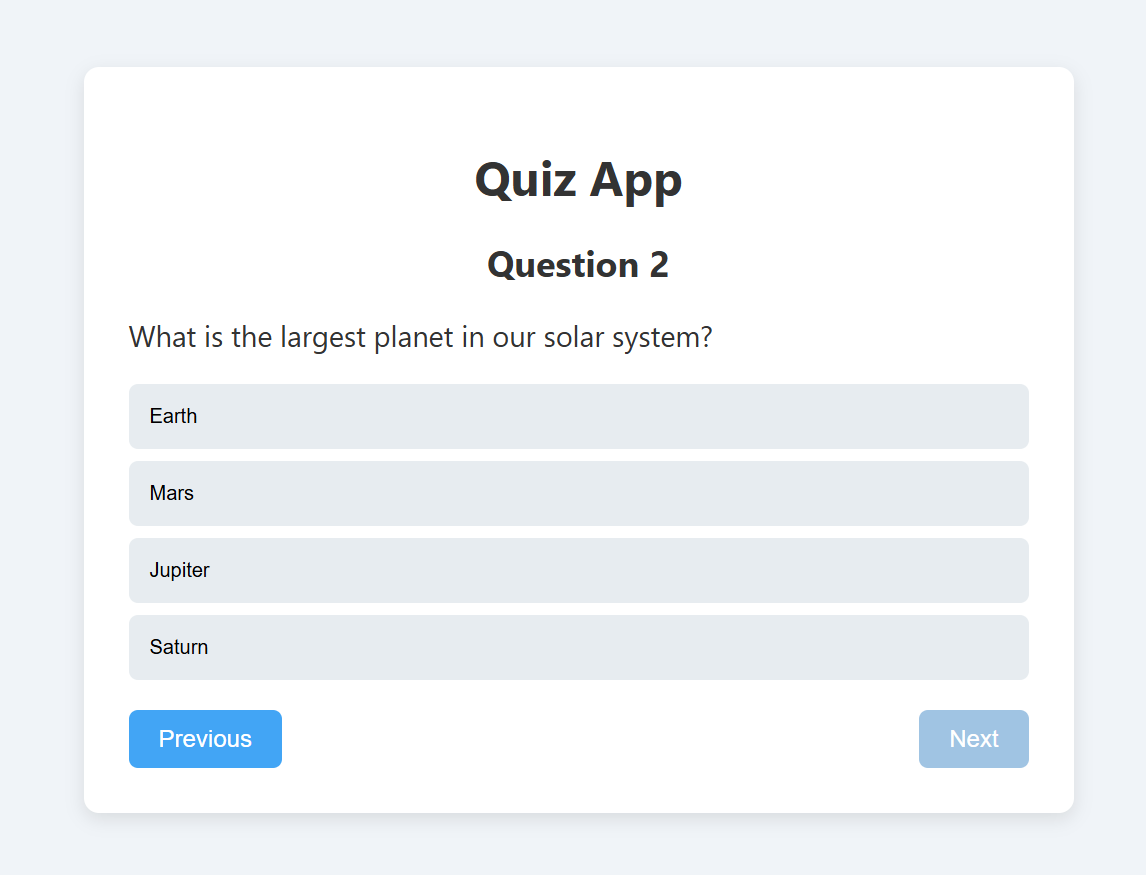 Quiz App
Question 2
What is the largest planet in our solar system?
Earth
Mars
Jupiter
Saturn
Previous
Next